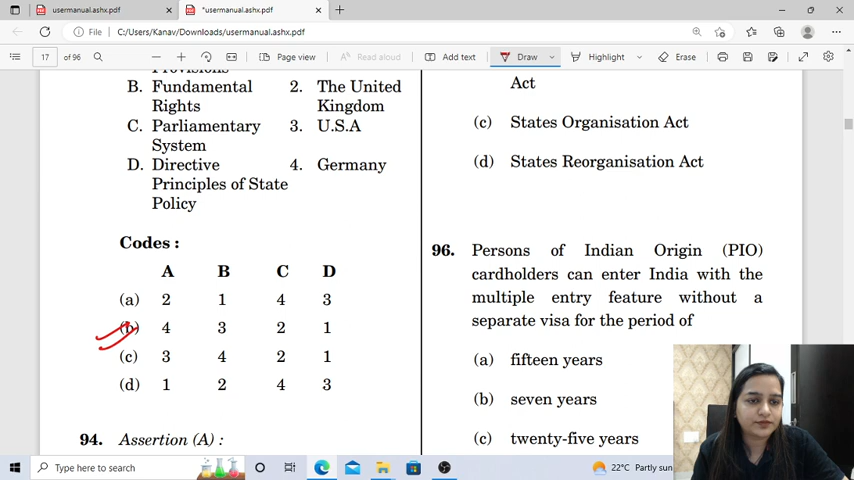 usermanual.ashx.pdf
*usermanual.ashx.pdf
File
C:/Users/Kanav/Downloads/usermanual.ashx.pdf
17 of 96
Page view
Read aloud
Add text
Draw
Highlight
Erase
Provisions
B. Fundamental Rights 2. The United Kingdom
C. Parliamentary System 3. U.S.A
D. Directive Principles of State Policy 4. Germany
Codes :
A B C D
(a) 2 1 4 3
(b) 4 3 2 1
(c) 3 4 2 1
(d) 1 2 4 3
94. Assertion (A) :
Act
(c) States Organisation Act
(d) States Reorganisation Act
96. Persons of Indian Origin (PIO)
cardholders can enter India with the
multiple entry feature without a
separate visa for the period of
(a) fifteen years
(b) seven years
(c) twenty-five years
Type here to search
22°C Partly sun